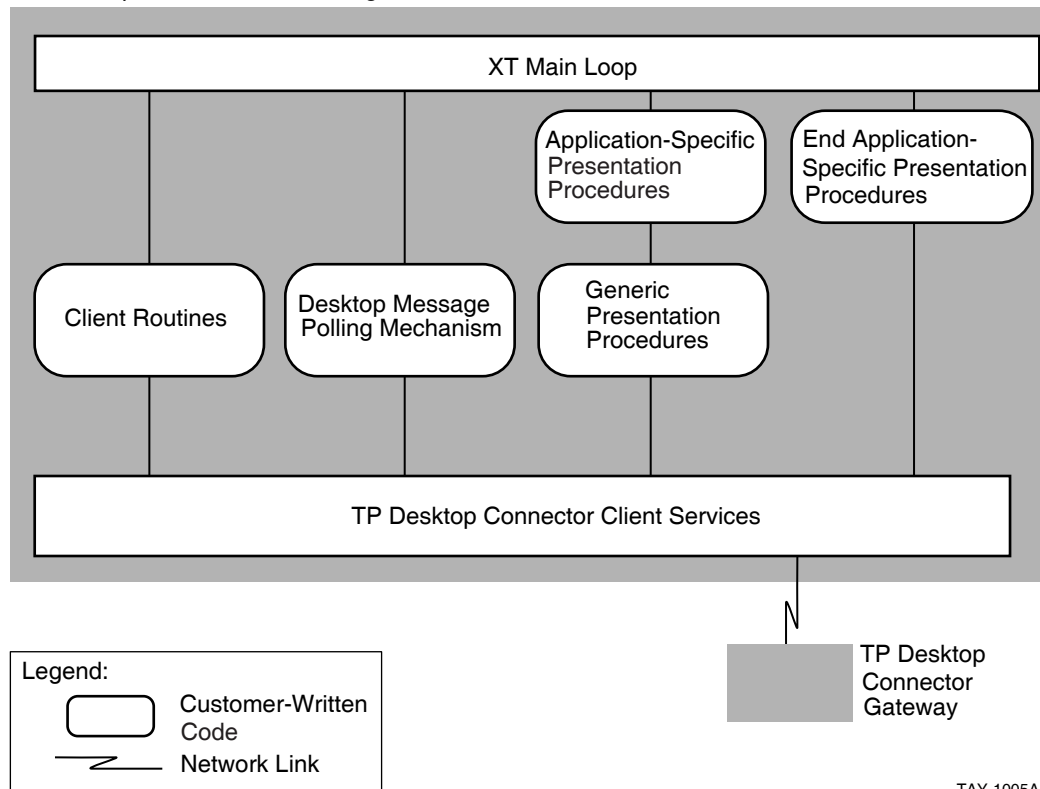 XT Main Loop
Application-Specific
Presentation
Procedures
End Application-
Specific Presentation
Procedures
Client Routines
Desktop Message
Polling Mechanism
Generic
Presentation
Procedures
TP Desktop Connector Client Services
TP Desktop
Connector
Gateway
Legend:
Customer-Written
Code
Network Link